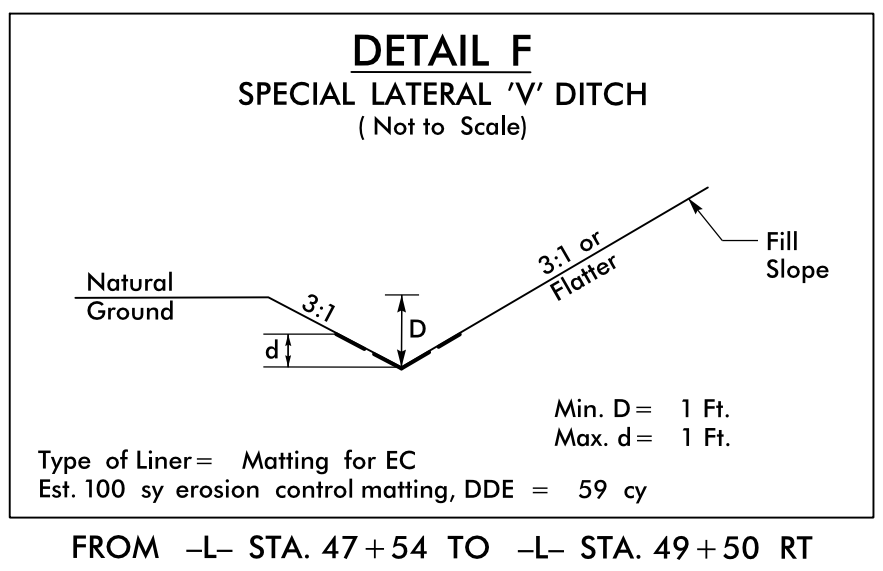 DETAIL F
SPECIAL LATERAL 'V' DITCH
( Not to Scale)
3:1 or
Flatter
Fill
Slope
Natural
Ground
3:1
D
d
Min. D = 1 Ft.
Max. d = 1 Ft.
Type of Liner = Matting for EC
Est. 100 sy erosion control matting, DDE = 59 cy
FROM -L- STA. 47+54 TO -L- STA. 49+50 RT